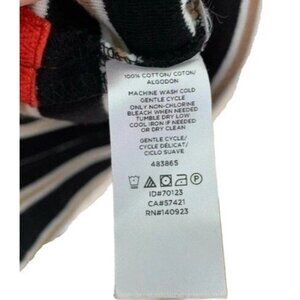 100% COTTON/ COTON/
ALGODON
MACHINE WASH COLD
GENTLE CYCLE
ONLY NON-CHLORINE
BLEACH WHEN NEEDED
TUMBLE DRY LOW
COOL IRON IF NEEDED
OR DRY CLEAN
GENTLE CYCLE/
CYCLE DÉLICAT/
CICLO SUAVE
483865
P
ID#70123
CA#57421
RN#140923